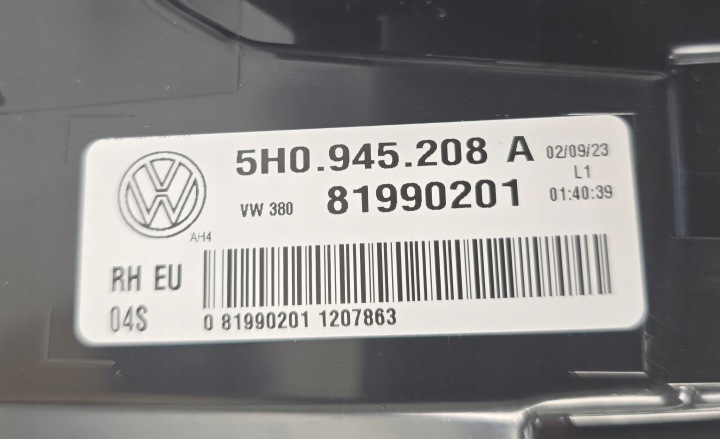 5H0.945.208 A 02/09/23
L1
VW 380 81990201 01:40:39
AH4
RH EU
04S 0 81990201 1207863